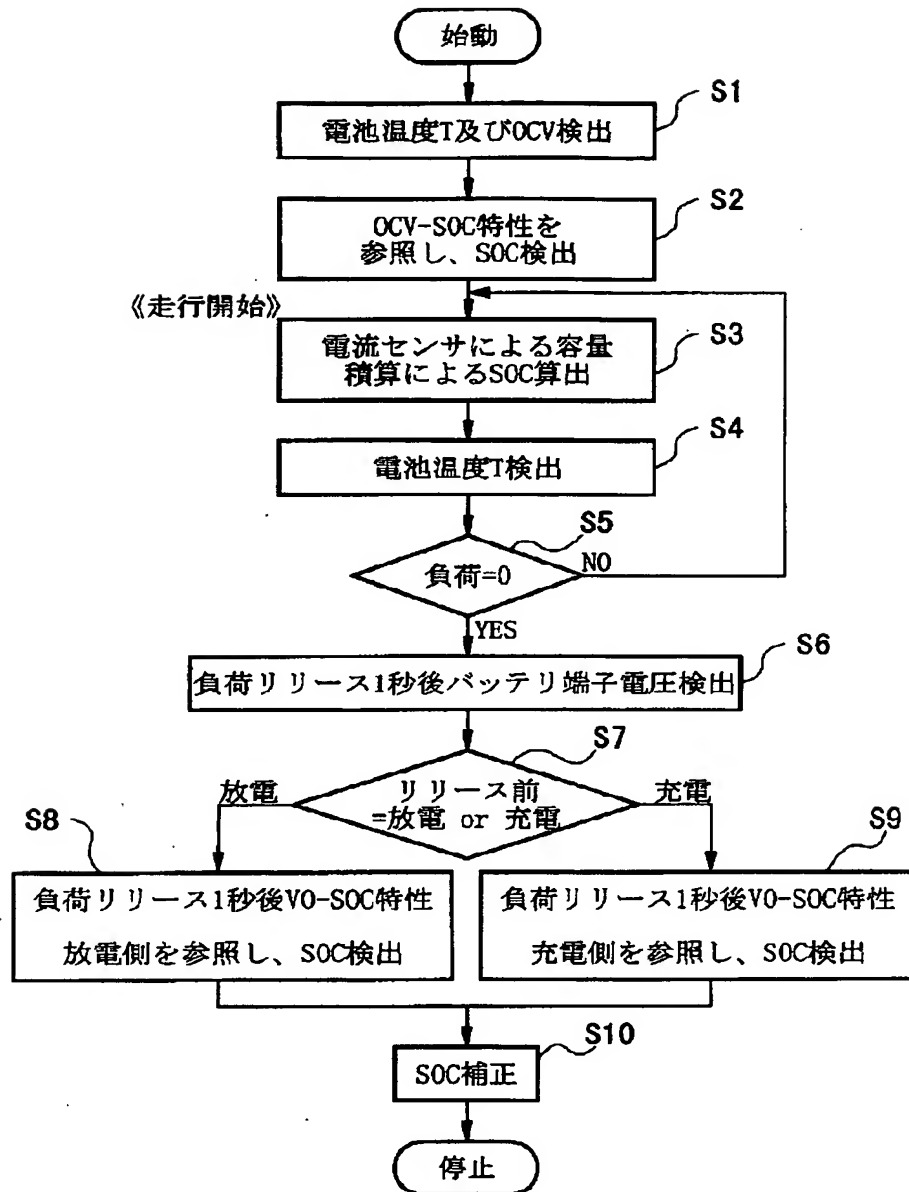 始動
S1
電池温度T及びOCV検出
S2
OCV-SOC特性を
参照し、SOC検出
《走行開始》
S3
電流センサによる容量
積算によるSOC算出
S4
電池温度T検出
S5
負荷=0
NO
YES
S6
負荷リリース1秒後バッテリ端子電圧検出
S7
リリース前
=放電 or 充電
放電
充電
S8
負荷リリース1秒後V0-SOC特性
放電側を参照し、SOC検出
S9
負荷リリース1秒後V0-SOC特性
充電側を参照し、SOC検出
S10
SOC補正
停止